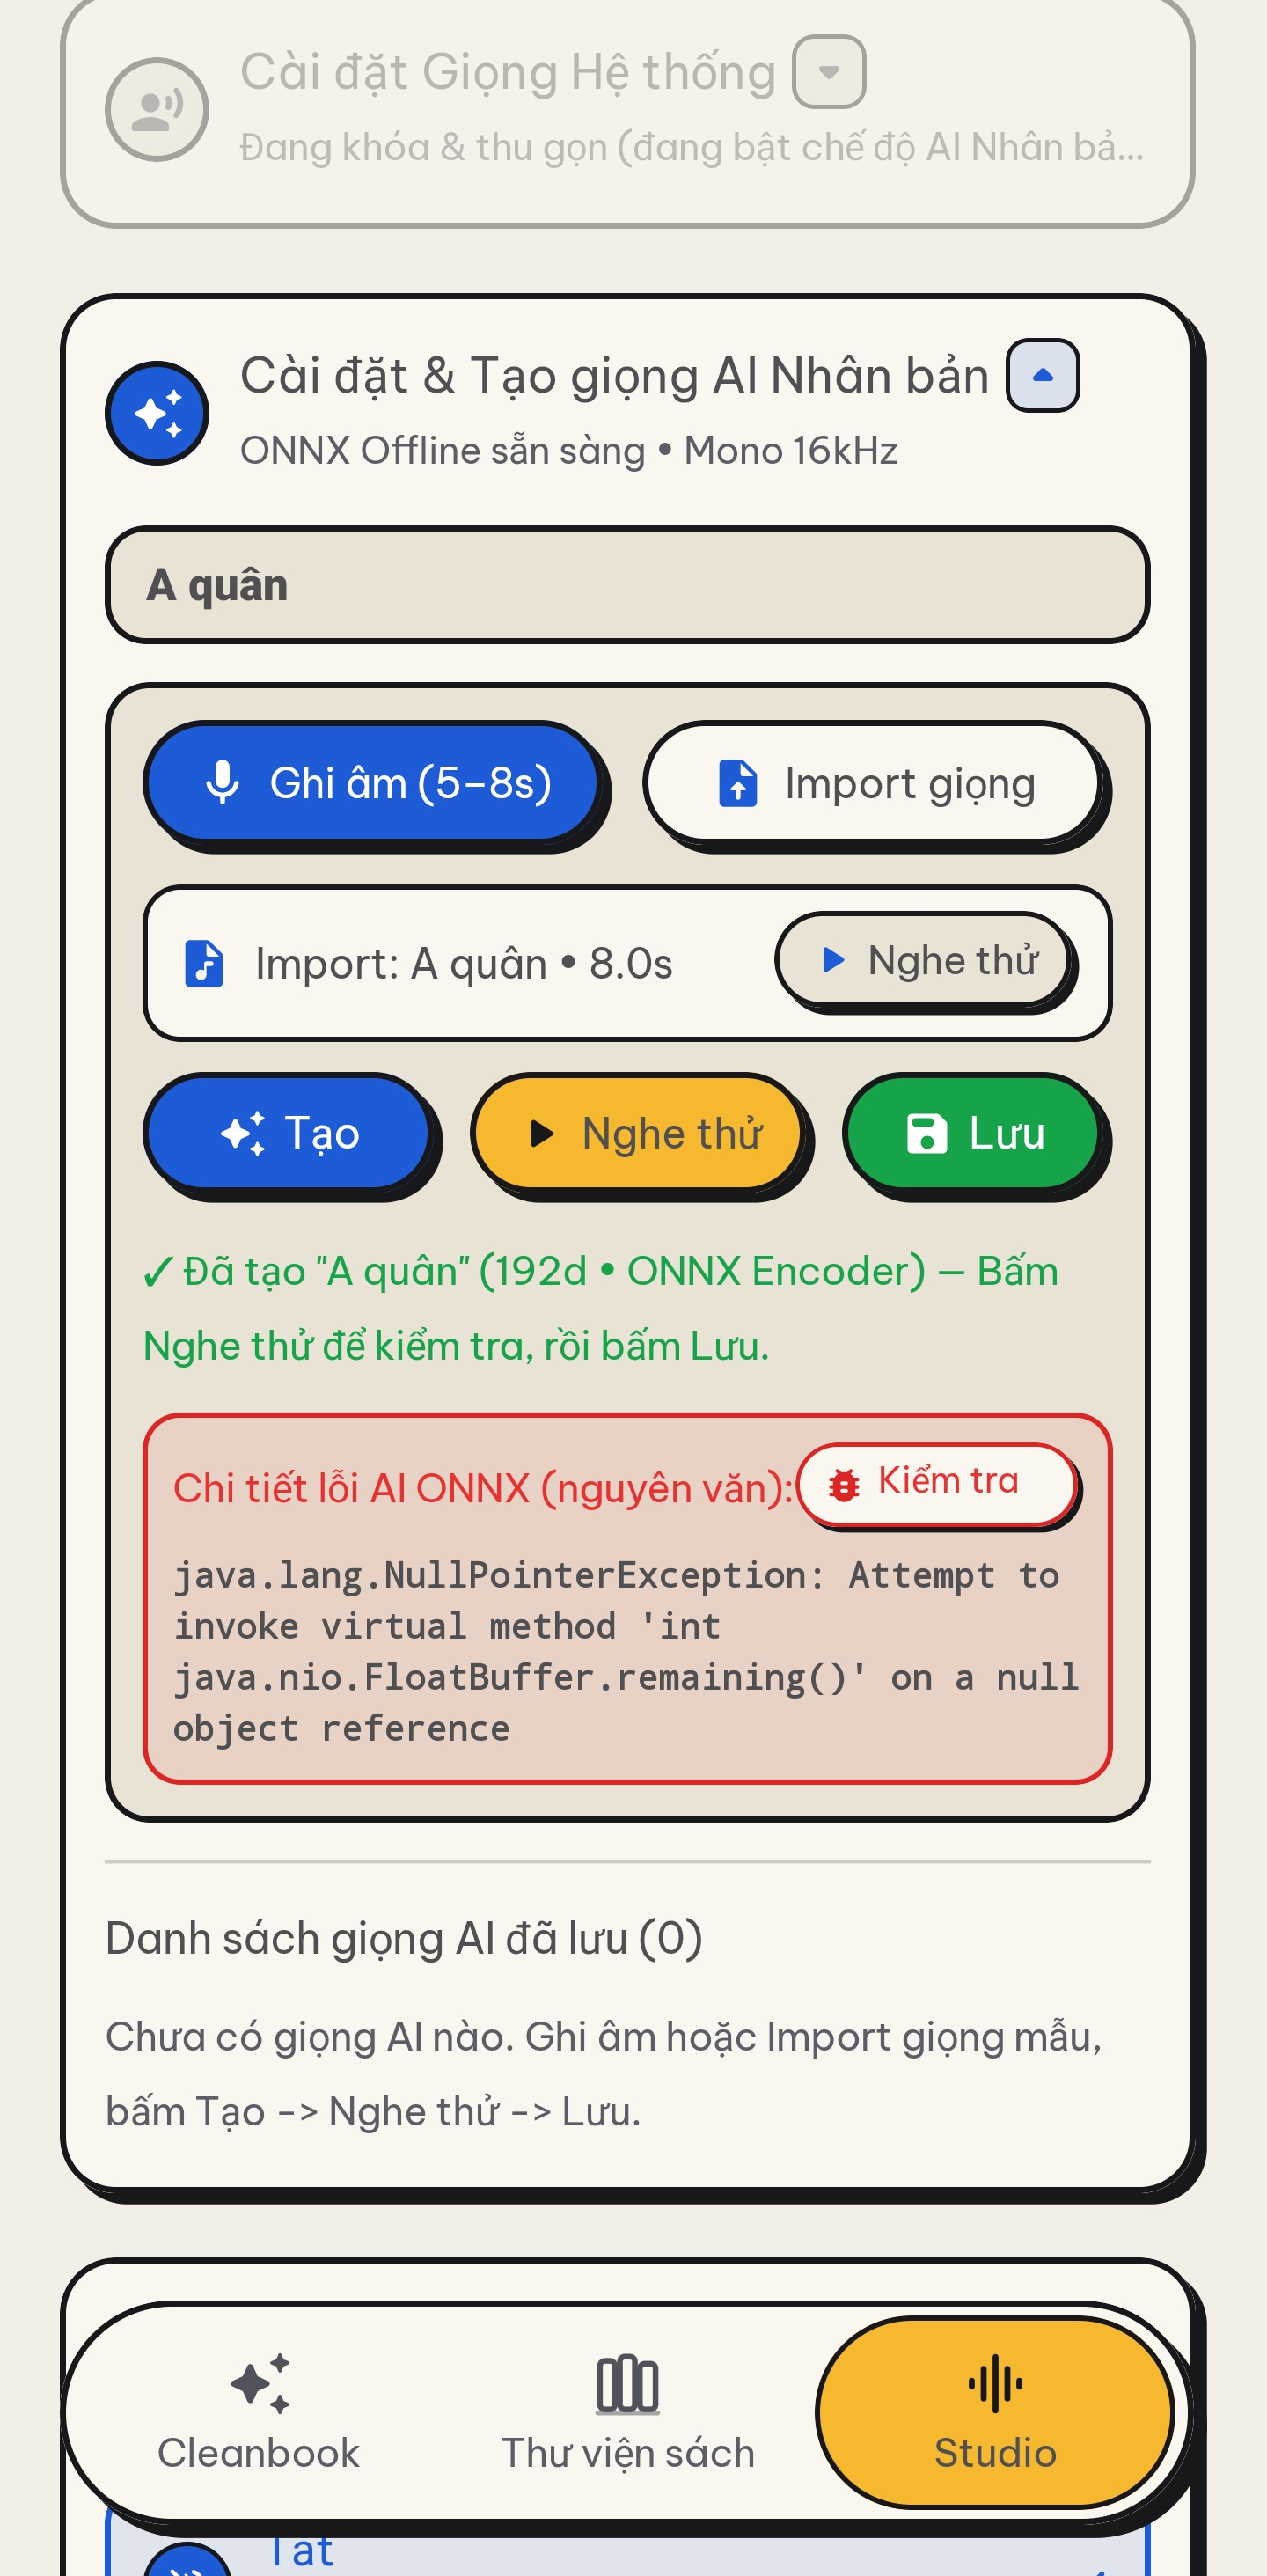 Cài đặt Giọng Hệ thống
Đang khóa & thu gọn (đang bật chế độ AI Nhân bả...
Cài đặt & Tạo giọng AI Nhân bản
ONNX Offline sẵn sàng • Mono 16kHz
A quân
Ghi âm (5-8s)
Import giọng
Import: A quân • 8.0s
Nghe thử
Tạo
Nghe thử
Lưu
✓ Đã tạo "A quân" (192d • ONNX Encoder) — Bấm
Nghe thử để kiểm tra, rồi bấm Lưu.
Chi tiết lỗi AI ONNX (nguyên văn):
Kiểm tra
java.lang.NullPointerException: Attempt to
invoke virtual method 'int
java.nio.FloatBuffer.remaining()' on a null
object reference
Danh sách giọng AI đã lưu (0)
Chưa có giọng AI nào. Ghi âm hoặc Import giọng mẫu,
bấm Tạo -> Nghe thử -> Lưu.
Cleanbook
Thư viện sách
Studio